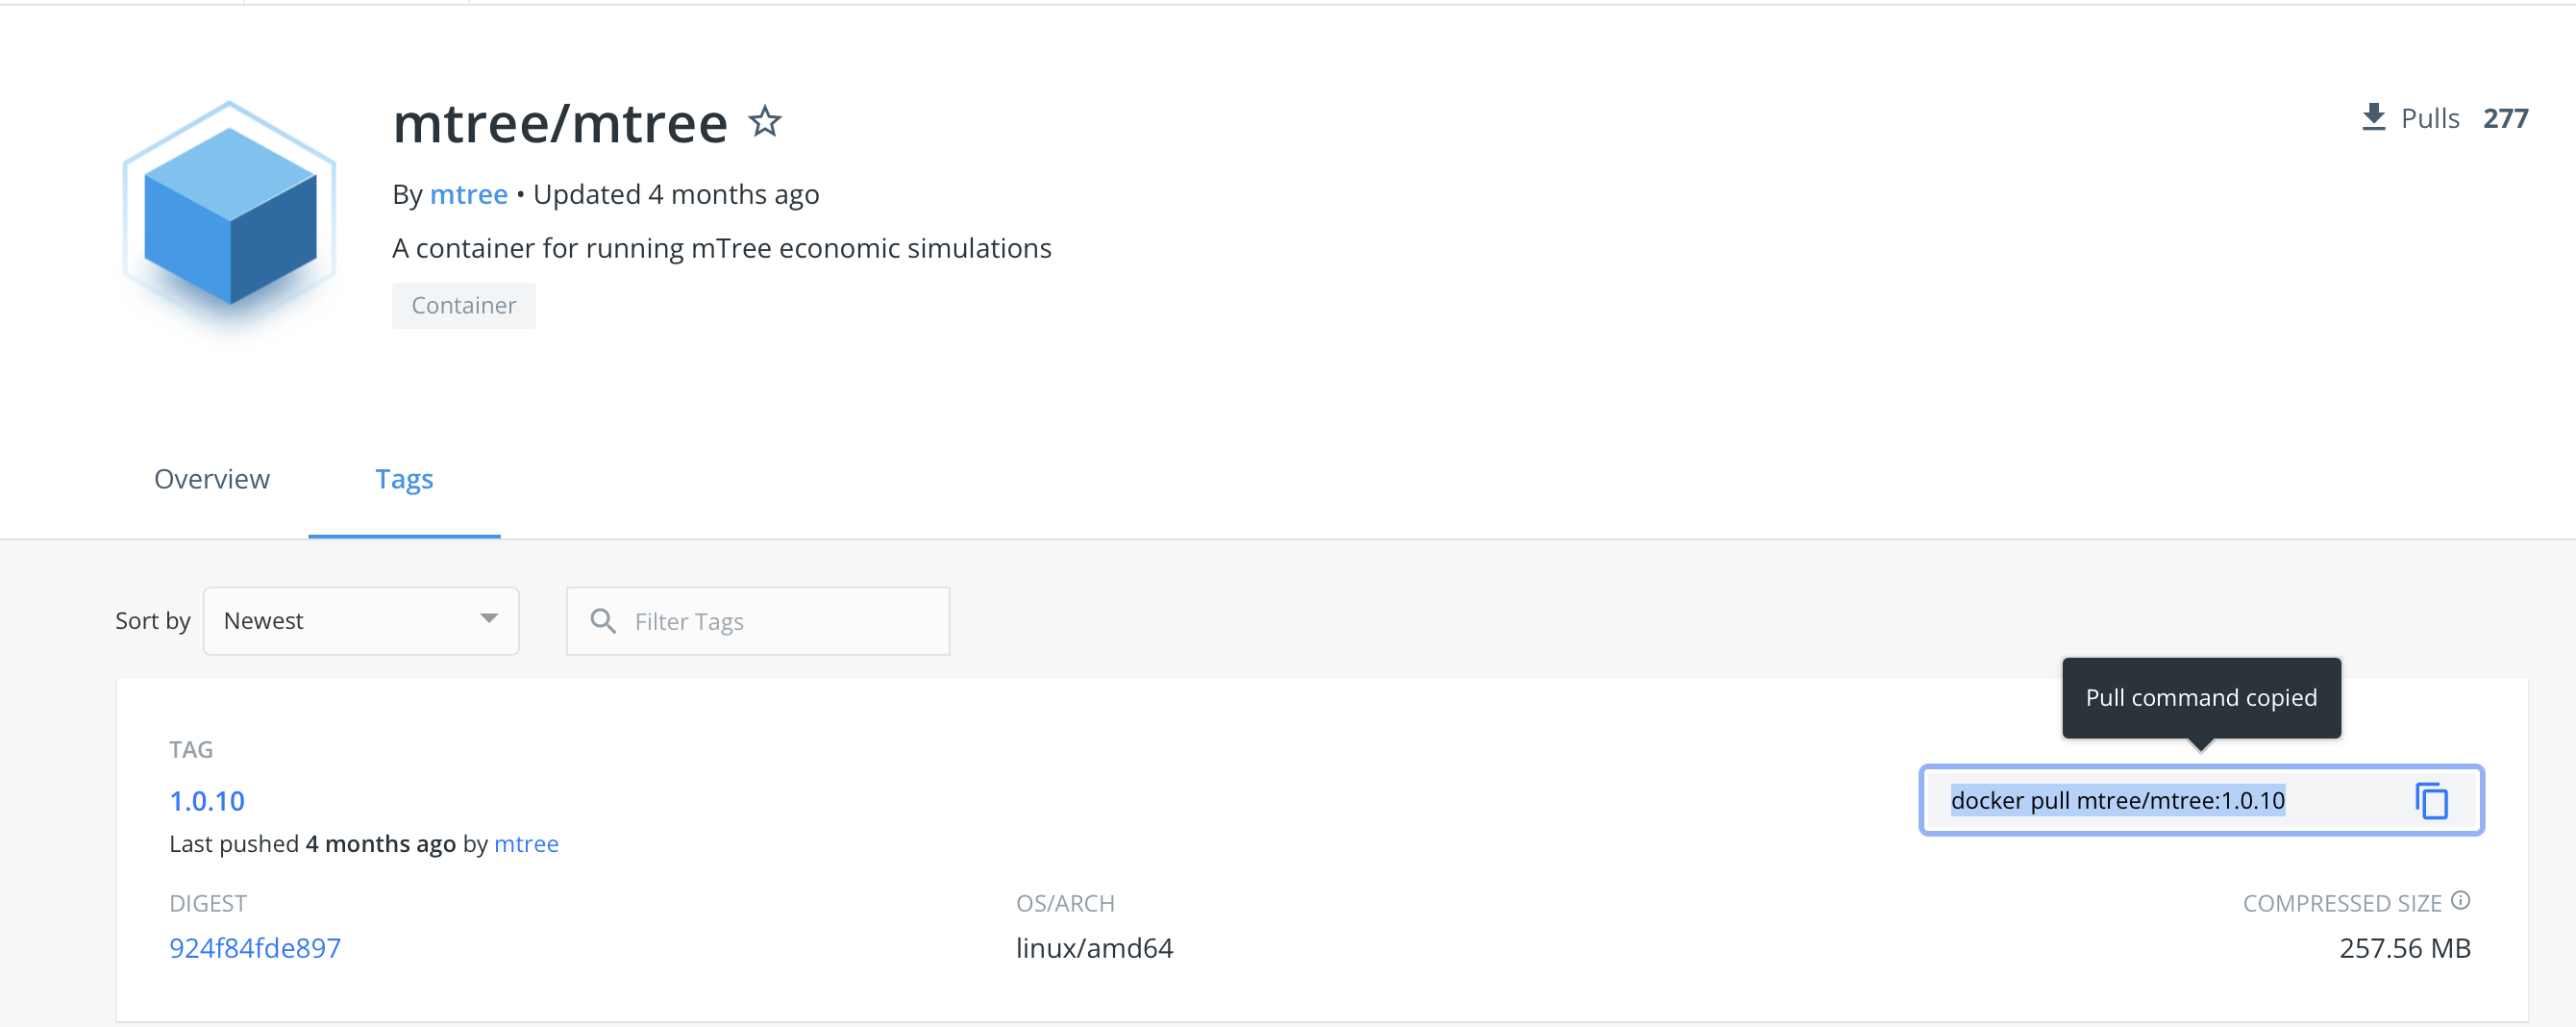 mtree/mtree
Pulls 277
By mtree • Updated 4 months ago
A container for running mTree economic simulations
Container
Overview
Tags
Sort by
Newest
Filter Tags
Pull command copied
TAG
1.0.10
docker pull mtree/mtree:1.0.10
Last pushed 4 months ago by mtree
DIGEST
OS/ARCH
COMPRESSED SIZE
924f84fde897
linux/amd64
257.56 MB